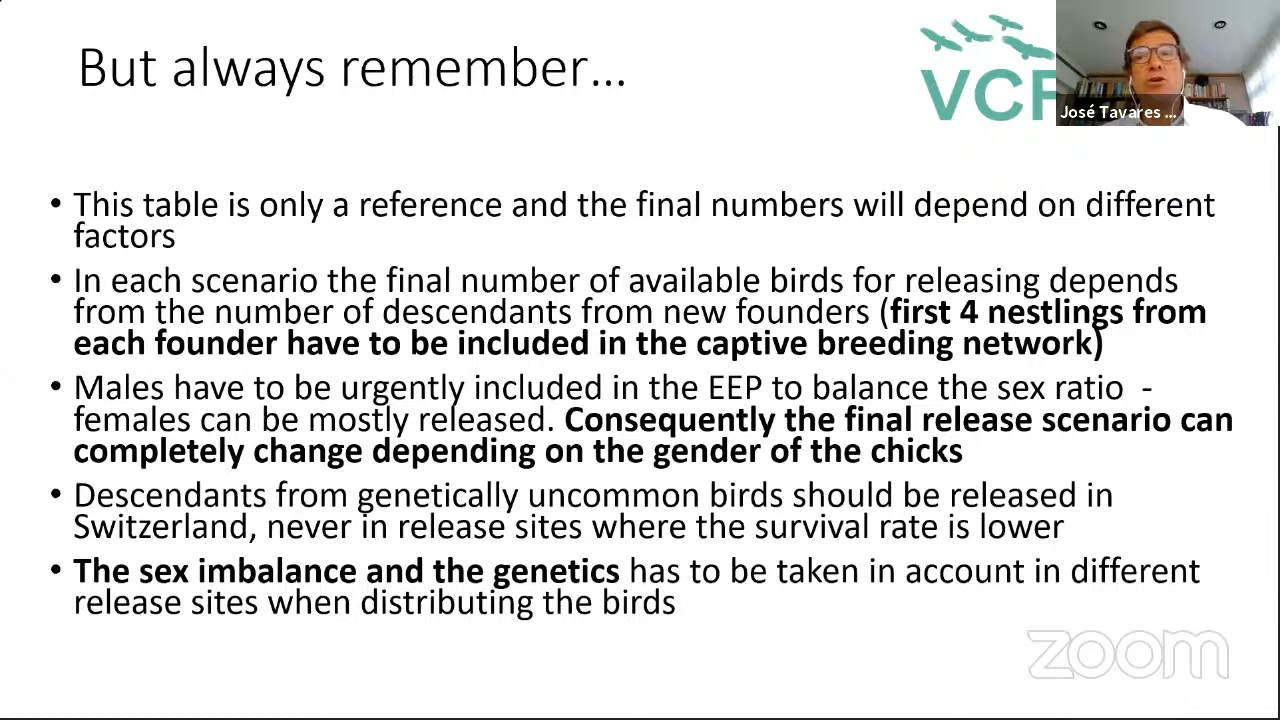 But always remember…
VCF
José Tavares ...
• This table is only a reference and the final numbers will depend on different
factors
• In each scenario the final number of available birds for releasing depends
from the number of descendants from new founders (first 4 nestlings from
each founder have to be included in the captive breeding network)
• Males have to be urgently included in the EEP to balance the sex ratio -
females can be mostly released. Consequently the final release scenario can
completely change depending on the gender of the chicks
• Descendants from genetically uncommon birds should be released in
Switzerland, never in release sites where the survival rate is lower
• The sex imbalance and the genetics has to be taken in account in different
release sites when distributing the birds
zoom